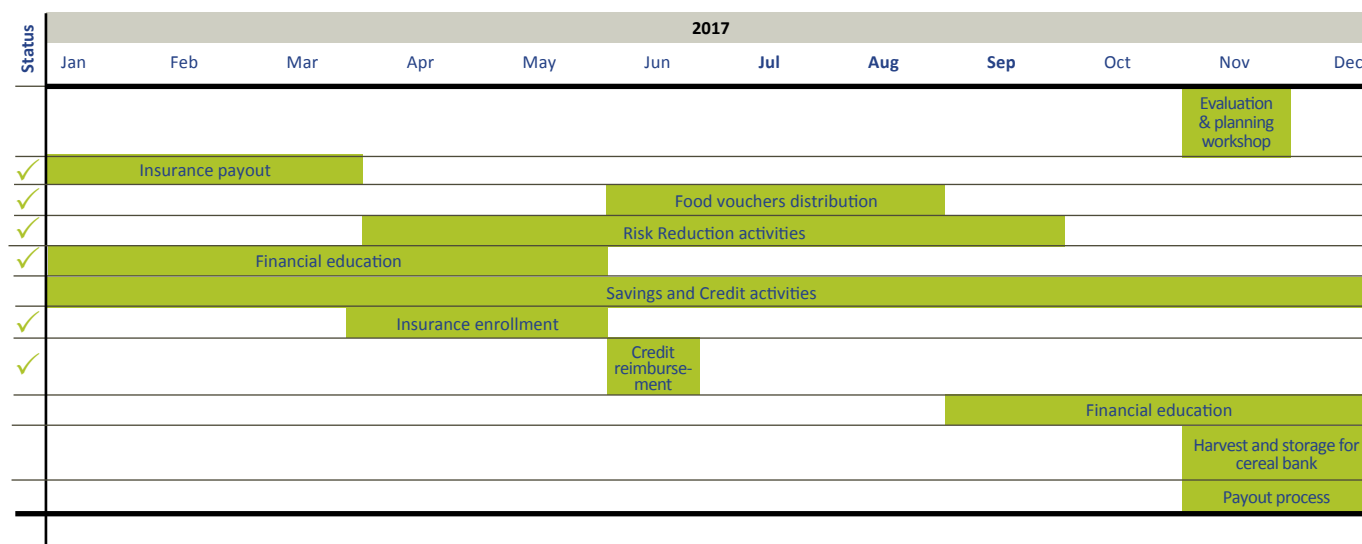 2017
Status
Jan Feb Mar Apr May Jun Jul Aug Sep Oct Nov Dec
Evaluation
& planning
workshop
Insurance payout
Food vouchers distribution
Risk Reduction activities
Financial education
Savings and Credit activities
Insurance enrollment
Credit
reimburse-
ment
Financial education
Harvest and storage for
cereal bank
Payout process